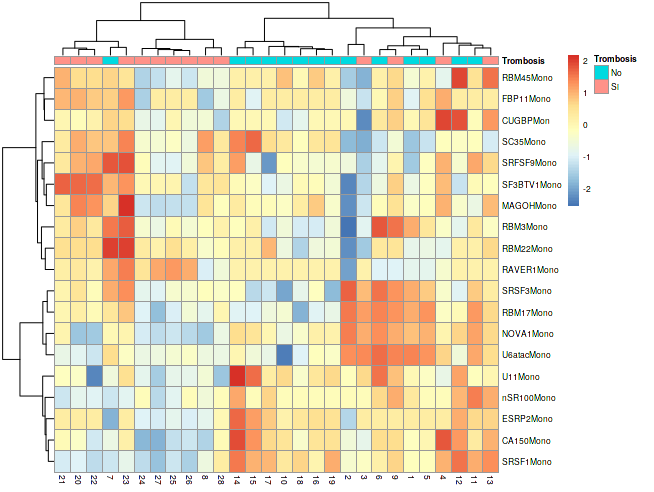 Trombosis
RBM45Mono
FBP11Mono
CUGBPMon
SC35Mono
SRFSF9Mono
SF3BTV1Mono
MAGOHMono
RBM3Mono
RBM22Mono
RAVER1Mono
SRSF3Mono
RBM17Mono
NOVA1Mono
U6atacMono
U11Mono
nSR100Mono
ESRP2Mono
CA150Mono
SRSF1Mono
21 20 22 7 23 24 27 25 26 8 28 14 15 17 10 18 16 19 2 3 6 9 1 5 4 12 11 13
2
1
0
-1
-2
Trombosis
No
SI